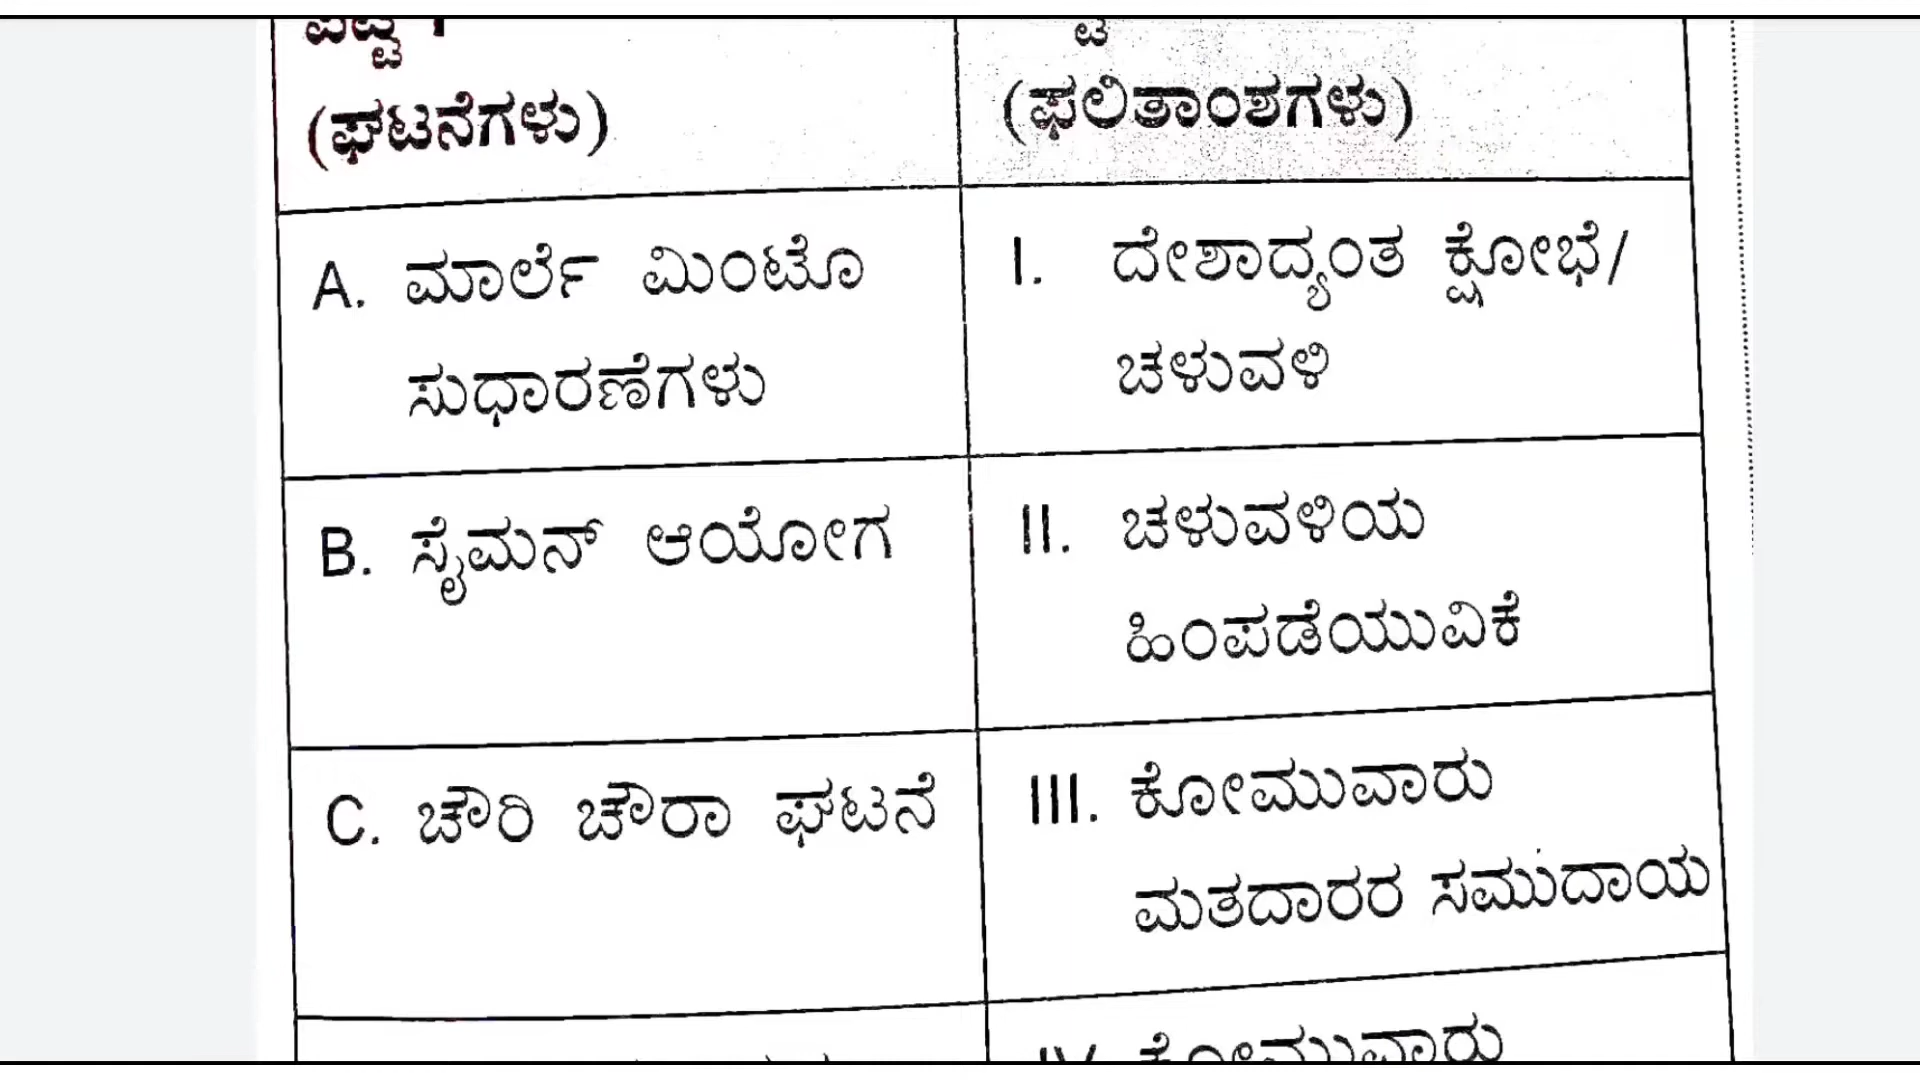 (ಘಟನೆಗಳು)
(ಫಲಿತಾಂಶಗಳು)
A. ಮಾರ್ಲೆ ಮಿಂಟೊ
ಸುಧಾರಣೆಗಳು
I. ದೇಶಾದ್ಯಂತ ಕ್ಷೋಭೆ/
ಚಳುವಳಿ
B. ಸೈಮನ್ ಆಯೋಗ
II. ಚಳುವಳಿಯ
ಹಿಂಪಡೆಯುವಿಕೆ
C. ಚೌರಿ ಚೌರಾ ಘಟನೆ
III. ಕೋಮುವಾರು
ಮತದಾರರ ಸಮುದಾಯ
IV ಕೋಮುವಾರು